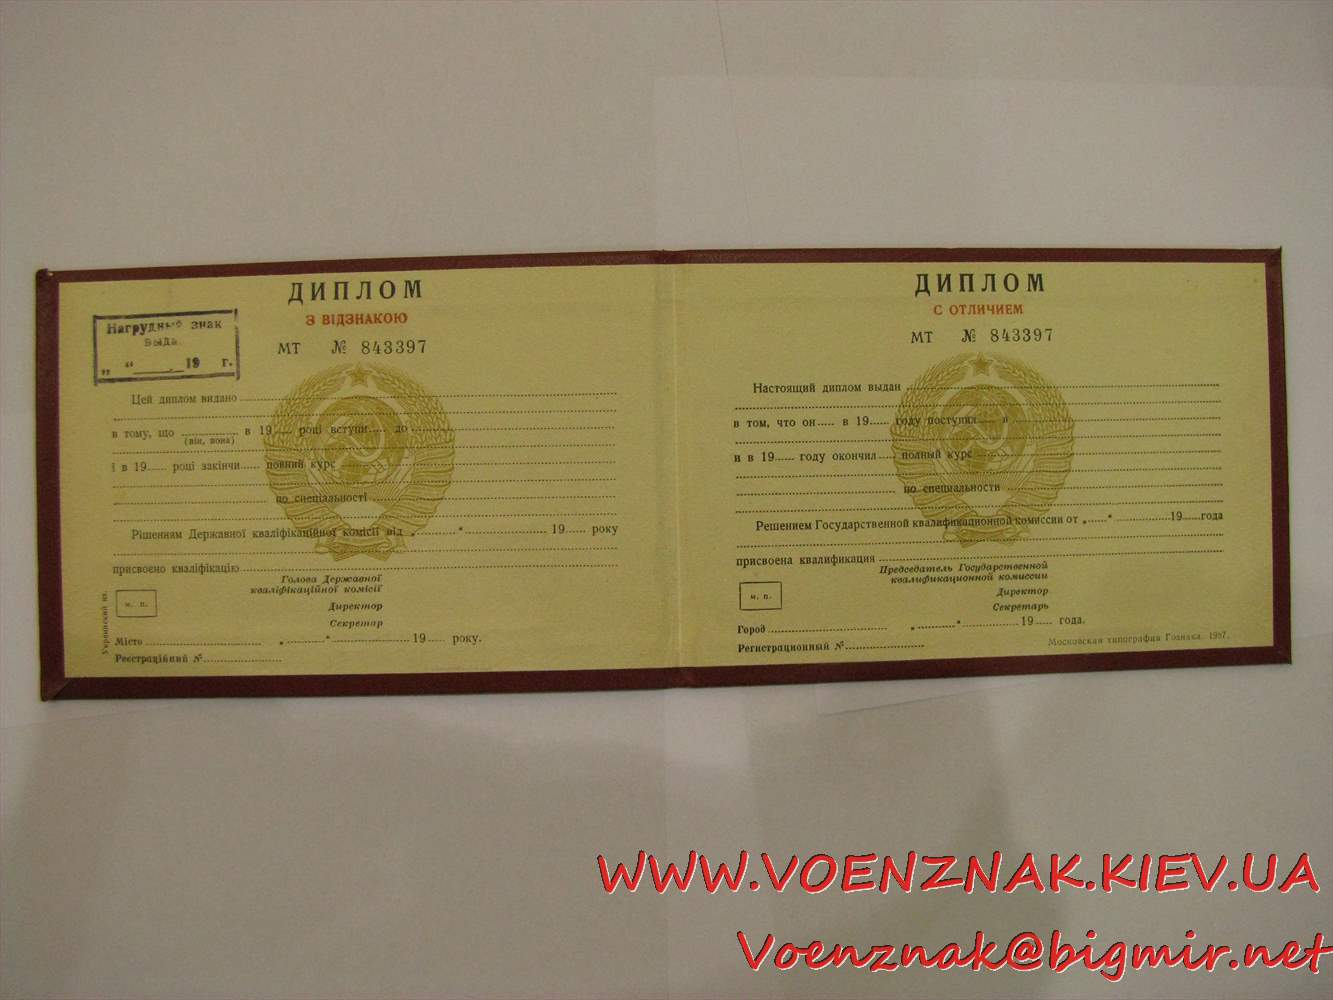 ДИПЛОМ
З ВІДЗНАКОЮ
МТ № 843397
Нагрудный знак
выда
„ “ 19 г.
Цей диплом видано
в тому, що в 19 році вступи до
(він, вона)
і в 19 році закінчи повний курс
по спеціальності
Рішенням Державної кваліфікаційної комісії від „ “ 19 року
присвоєно кваліфікацію
Голова Державної
кваліфікаційної комісії
Директор
Секретар
м. п.
Украинский яз.
Місто „ “ 19 року.
Реєстраційний №
ДИПЛОМ
С ОТЛИЧИЕМ
МТ № 843397
Настоящий диплом выдан
в том, что он в 19 году поступил в
и в 19 году окончил полный курс
по специальности
Решением Государственной квалификационной комиссии от „ “ 19 года
присвоена квалификация
Председатель Государственной
квалификационной комиссии
Директор
Секретарь
м. п.
Город „ “ 19 года.
Регистрационный №
Московская типография Гознака. 1987.
WWW.VOENZNAK.KIEV.UA
Voenznak@bigmir.net